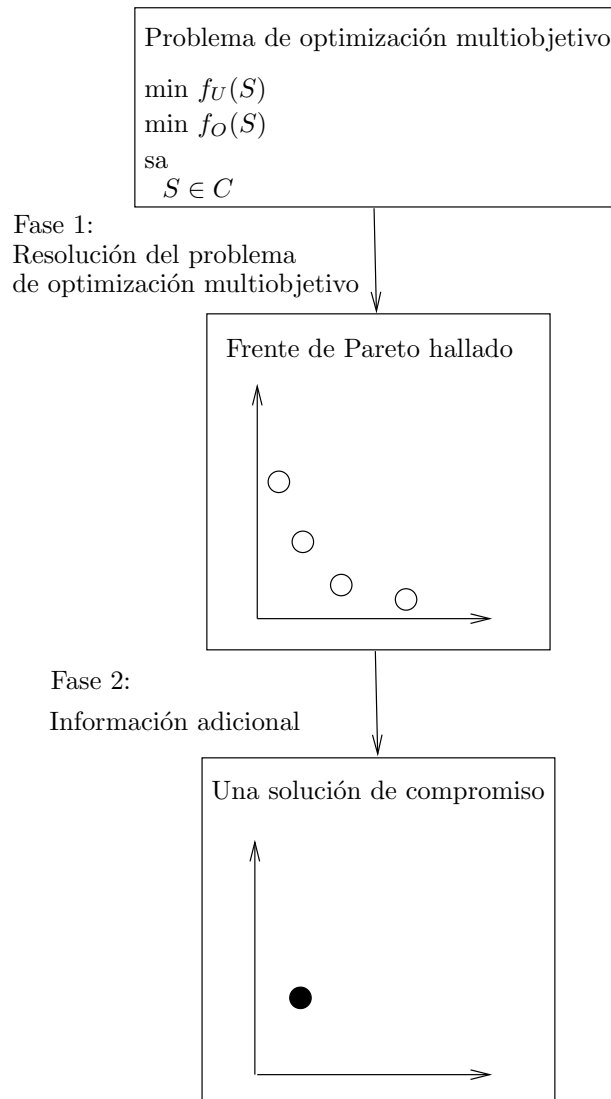 Problema de optimización multiobjetivo
min f_U(S)
min f_O(S)
sa
S ∈ C
Fase 1:
Resolución del problema
de optimización multiobjetivo
Frente de Pareto hallado
Fase 2:
Información adicional
Una solución de compromiso